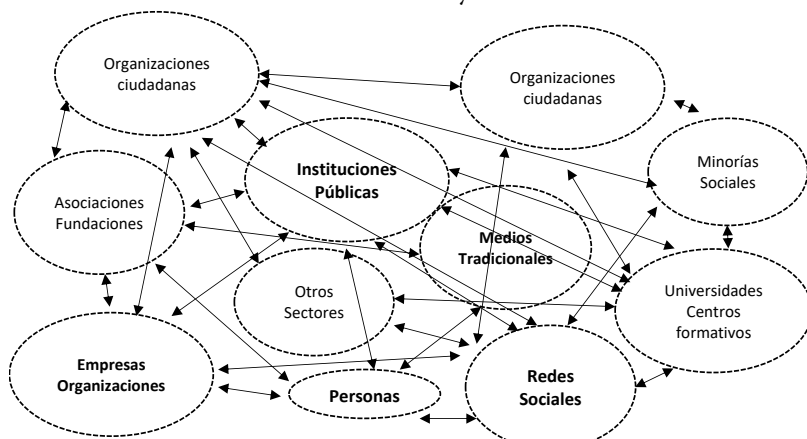 Organizaciones
ciudadanas
Organizaciones
ciudadanas
Instituciones
Públicas
Minorías
Sociales
Asociaciones
Fundaciones
Medios
Tradicionales
Otros
Sectores
Universidades
Centros
formativos
Empresas
Organizaciones
Personas
Redes
Sociales